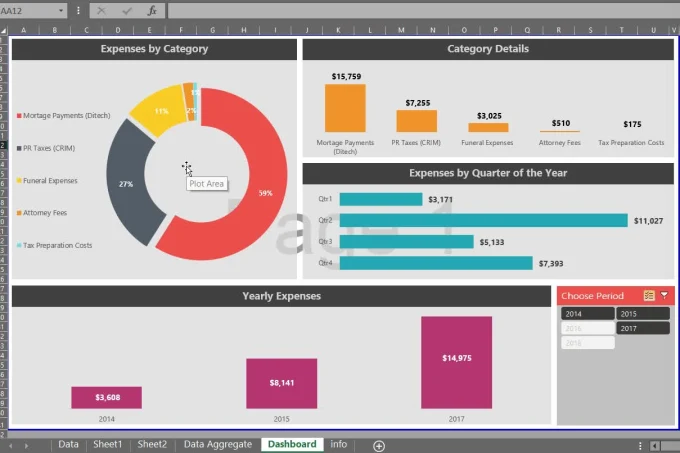 AA12
fx
A B C D E F G H I J K L M N O P Q R S T U V
Expenses by Category
Mortage Payments (Ditech)
PR Taxes (CRIM)
Funeral Expenses
Attorney Fees
Tax Preparation Costs
11%
2%
1%
27%
59%
Plot Area
Category Details
$15,759
$7,255
$3,025
$510
$175
Mortage Payments (Ditech)
PR Taxes (CRIM)
Funeral Expenses
Attorney Fees
Tax Preparation Costs
Expenses by Quarter of the Year
Qtr1 $3,171
Qtr2 $11,027
Qtr3 $5,133
Qtr4 $7,393
Page 1
Yearly Expenses
$3,608
$8,141
$14,975
2014 2015 2017
Choose Period
2014 2015
2016 2017
2018
Data Sheet1 Sheet2 Data Aggregate Dashboard info